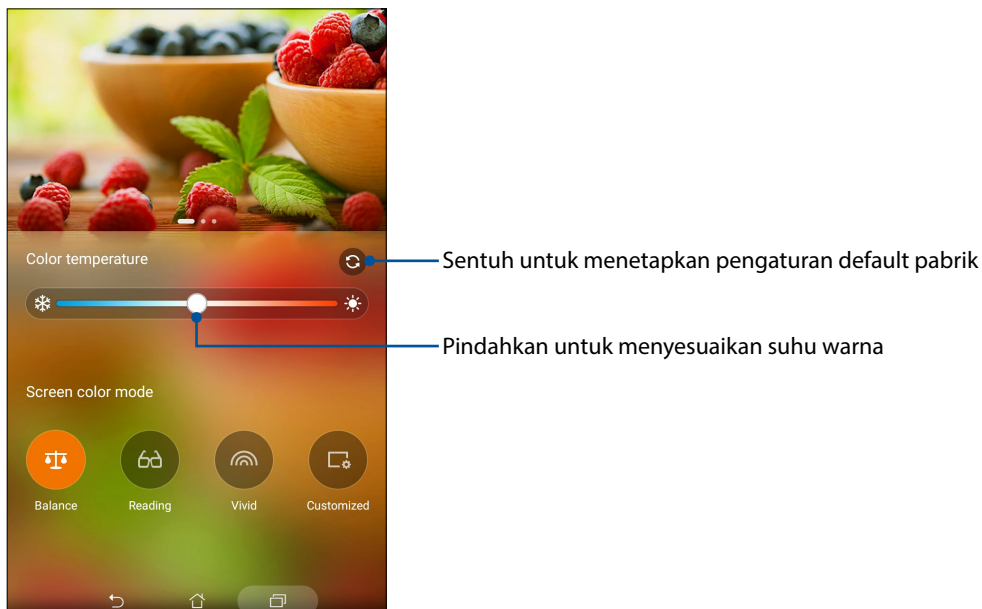 Color temperature
Sentuh untuk menetapkan pengaturan default pabrik
Pindahkan untuk menyesuaikan suhu warna
Screen color mode
Balance
Reading
Vivid
Customized